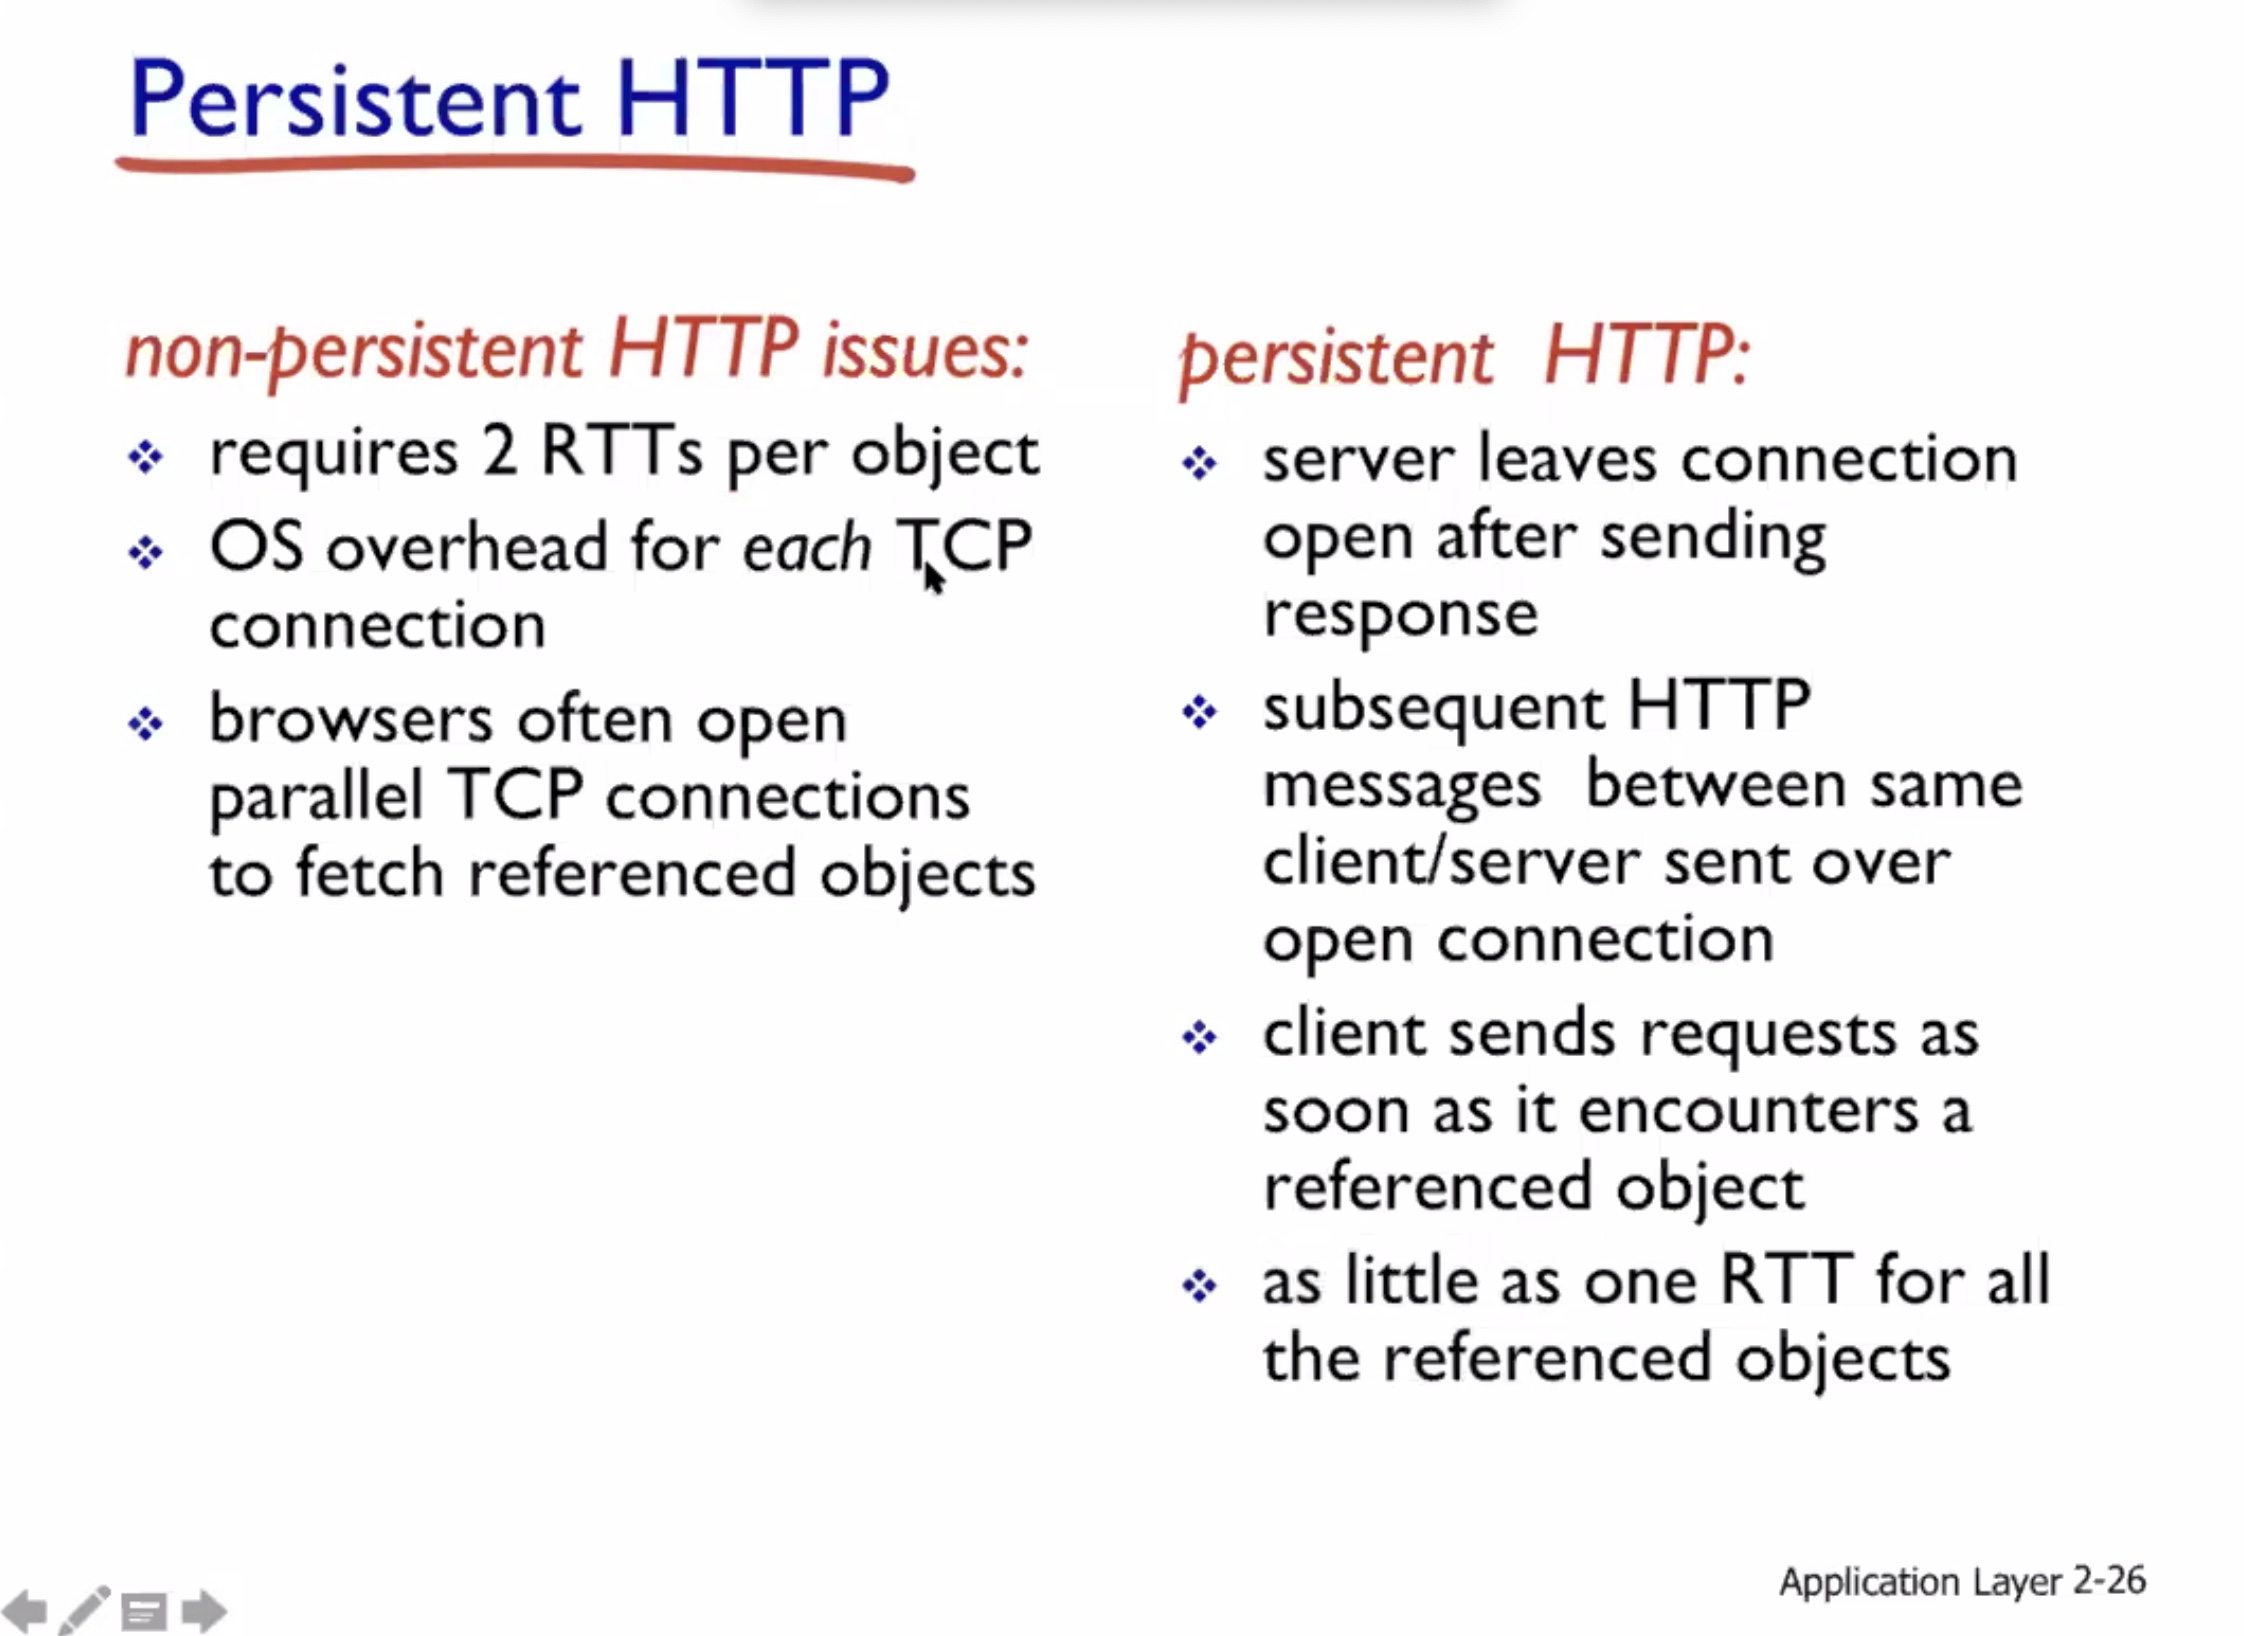 Persistent HTTP
non-persistent HTTP issues:
requires 2 RTTs per object
OS overhead for each TCP
connection
browsers often open
parallel TCP connections
to fetch referenced objects
persistent HTTP:
server leaves connection
open after sending
response
subsequent HTTP
messages between same
client/server sent over
open connection
client sends requests as
soon as it encounters a
referenced object
as little as one RTT for all
the referenced objects
Application Layer 2-26